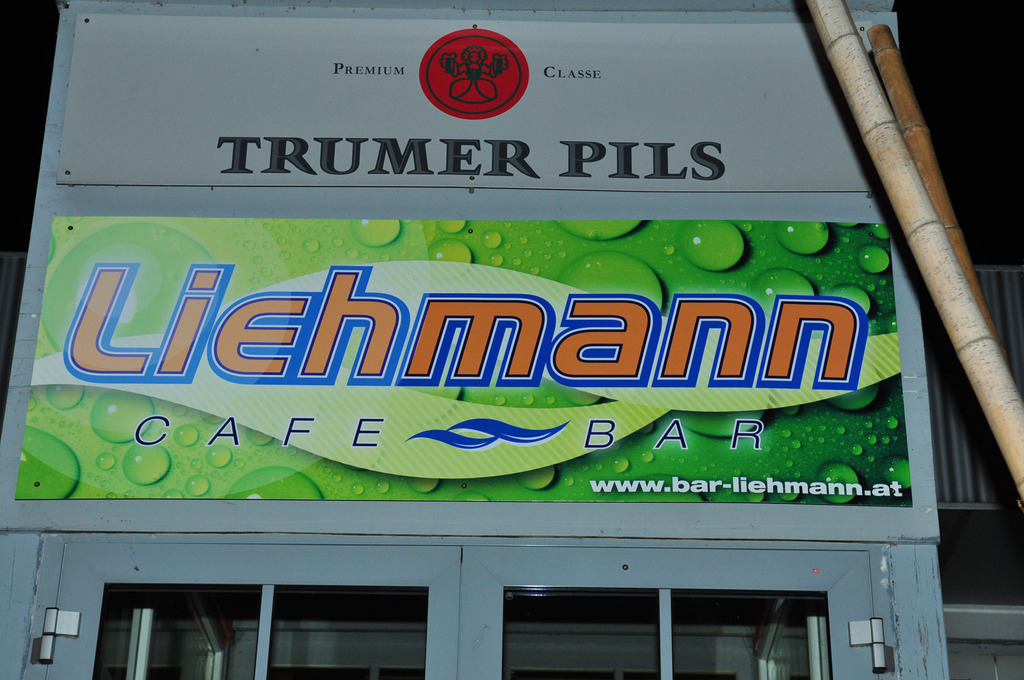 PREMIUM CLASSE
TRUMER PILS
Liehmann
CAFE BAR
www.bar-liehmann.at